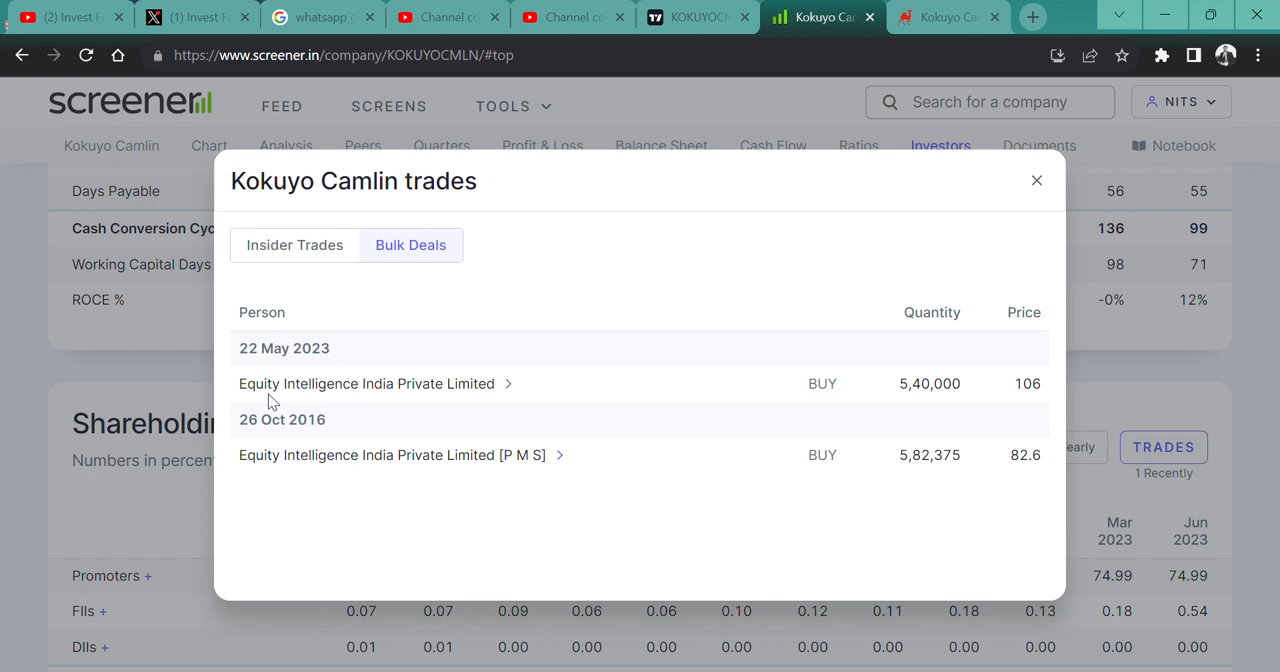 (2) Invest F
(1) Invest F
whatsapp g
Channel co
Channel co
KOKUYOCM
Kokuyo Car
Kokuyo Ca
https://www.screener.in/company/KOKUYOCMLN/#top
screener
FEED
SCREENS
TOOLS
Search for a company
NITS
Kokuyo Camlin
Chart
Analysis
Peers
Quarters
Profit & Loss
Balance Sheet
Cash Flow
Ratios
Investors
Documents
Notebook
Kokuyo Camlin trades
Days Payable 56 55
Cash Conversion Cyc 136 99
Insider Trades
Bulk Deals
Working Capital Days 98 71
ROCE % -0% 12%
Person Quantity Price
22 May 2023
Equity Intelligence India Private Limited BUY 5,40,000 106
26 Oct 2016
Equity Intelligence India Private Limited [P M S] BUY 5,82,375 82.6
Shareholdin
Numbers in percent
early
TRADES
1 Recently
Mar 2023
Jun 2023
Promoters + 74.99 74.99
FIIs + 0.07 0.07 0.09 0.06 0.06 0.10 0.12 0.11 0.18 0.13 0.18 0.54
DIIs + 0.01 0.01 0.00 0.00 0.00 0.00 0.00 0.00 0.00 0.00 0.00 0.00